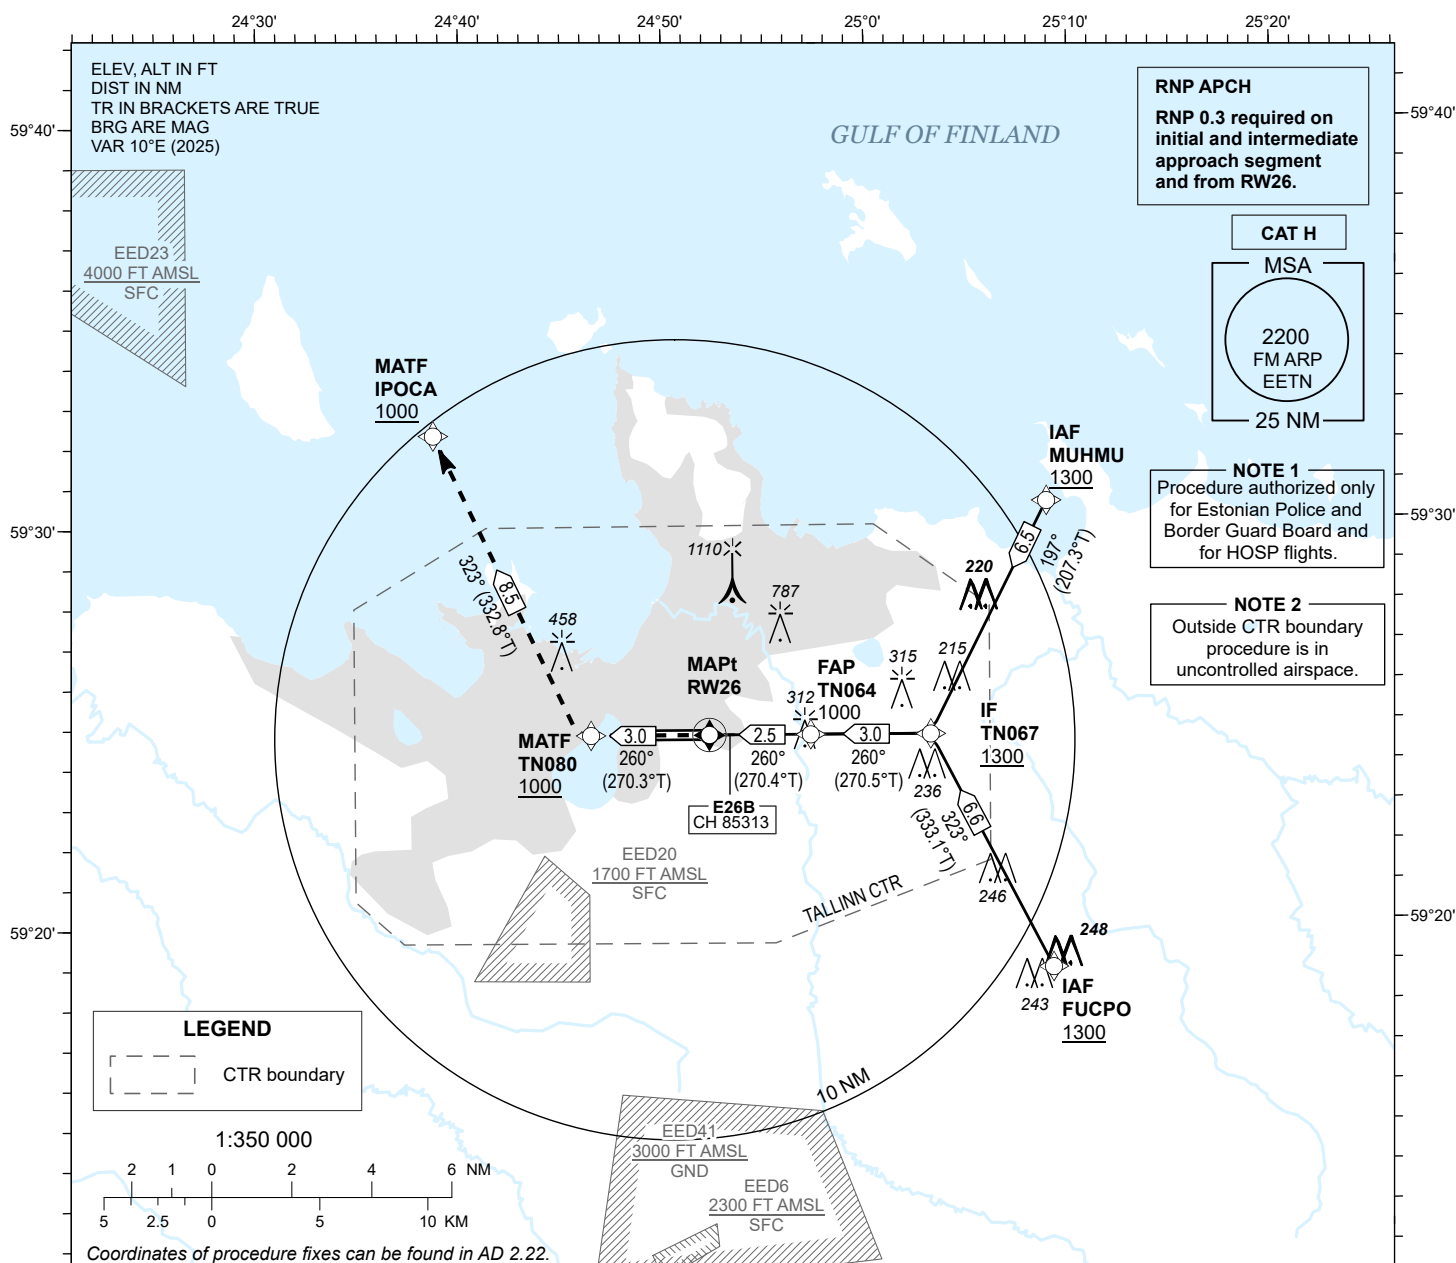 24°30'
24°40'
24°50'
25°0'
25°10'
25°20'
ELEV, ALT IN FT
DIST IN NM
TR IN BRACKETS ARE TRUE
BRG ARE MAG
VAR 10°E (2025)
59°40'
59°40'
GULF OF FINLAND
RNP APCH
RNP 0.3 required on
initial and intermediate
approach segment
and from RW26.
CAT H
MSA
2200
FM ARP
EETN
25 NM
EED23
4000 FT AMSL
SFC
MATF
IPOCA
1000
IAF
MUHMU
1300
NOTE 1
Procedure authorized only
for Estonian Police and
Border Guard Board and
for HOSP flights.
59°30'
59°30'
6.5
197°
(207.3°T)
1110
220
787
8.5
323° (332.8°T)
458
NOTE 2
Outside CTR boundary
procedure is in
uncontrolled airspace.
MAPt
RW26
FAP
TN064
1000
312
315
215
IF
TN067
1300
MATF
TN080
1000
3.0
260°
(270.3°T)
2.5
260°
(270.4°T)
3.0
260°
(270.5°T)
236
E26B
CH 85313
6.6
323°
(333.1°T)
EED20
1700 FT AMSL
SFC
246
TALLINN CTR
59°20'
59°20'
248
243
IAF
FUCPO
1300
LEGEND
CTR boundary
10 NM
1:350 000
2 1 0 2 4 6 NM
5 2.5 0 5 10 KM
EED41
3000 FT AMSL
GND
EED6
2300 FT AMSL
SFC
Coordinates of procedure fixes can be found in AD 2.22.